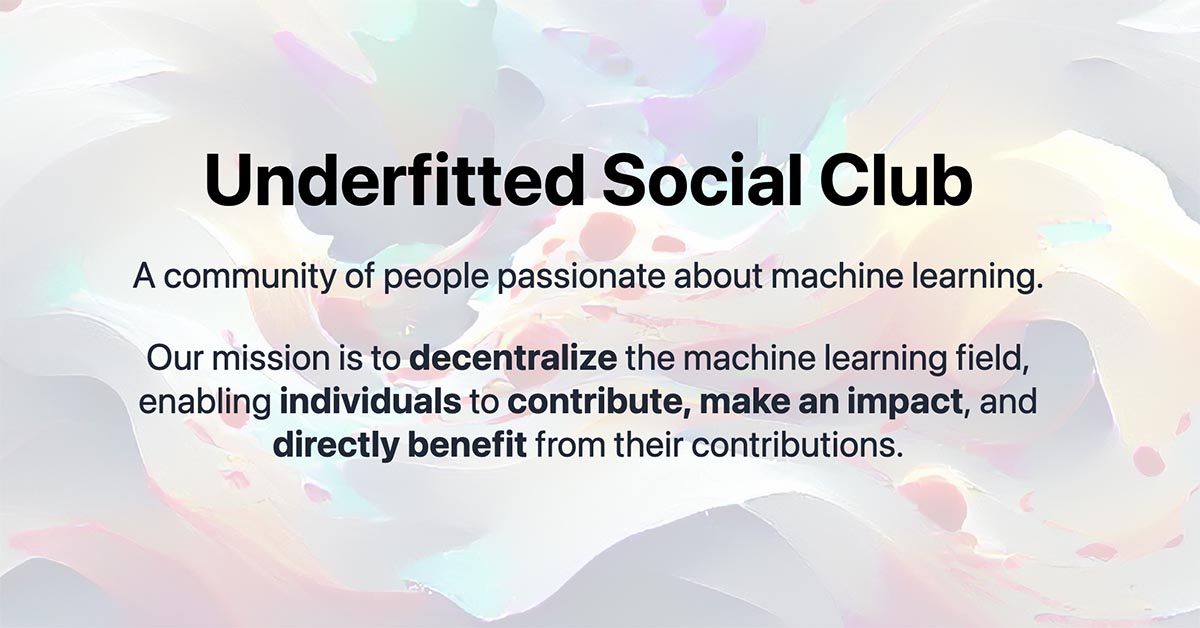 Underfitted Social Club
A community of people passionate about machine learning.
Our mission is to decentralize the machine learning field,
enabling individuals to contribute, make an impact, and
directly benefit from their contributions.